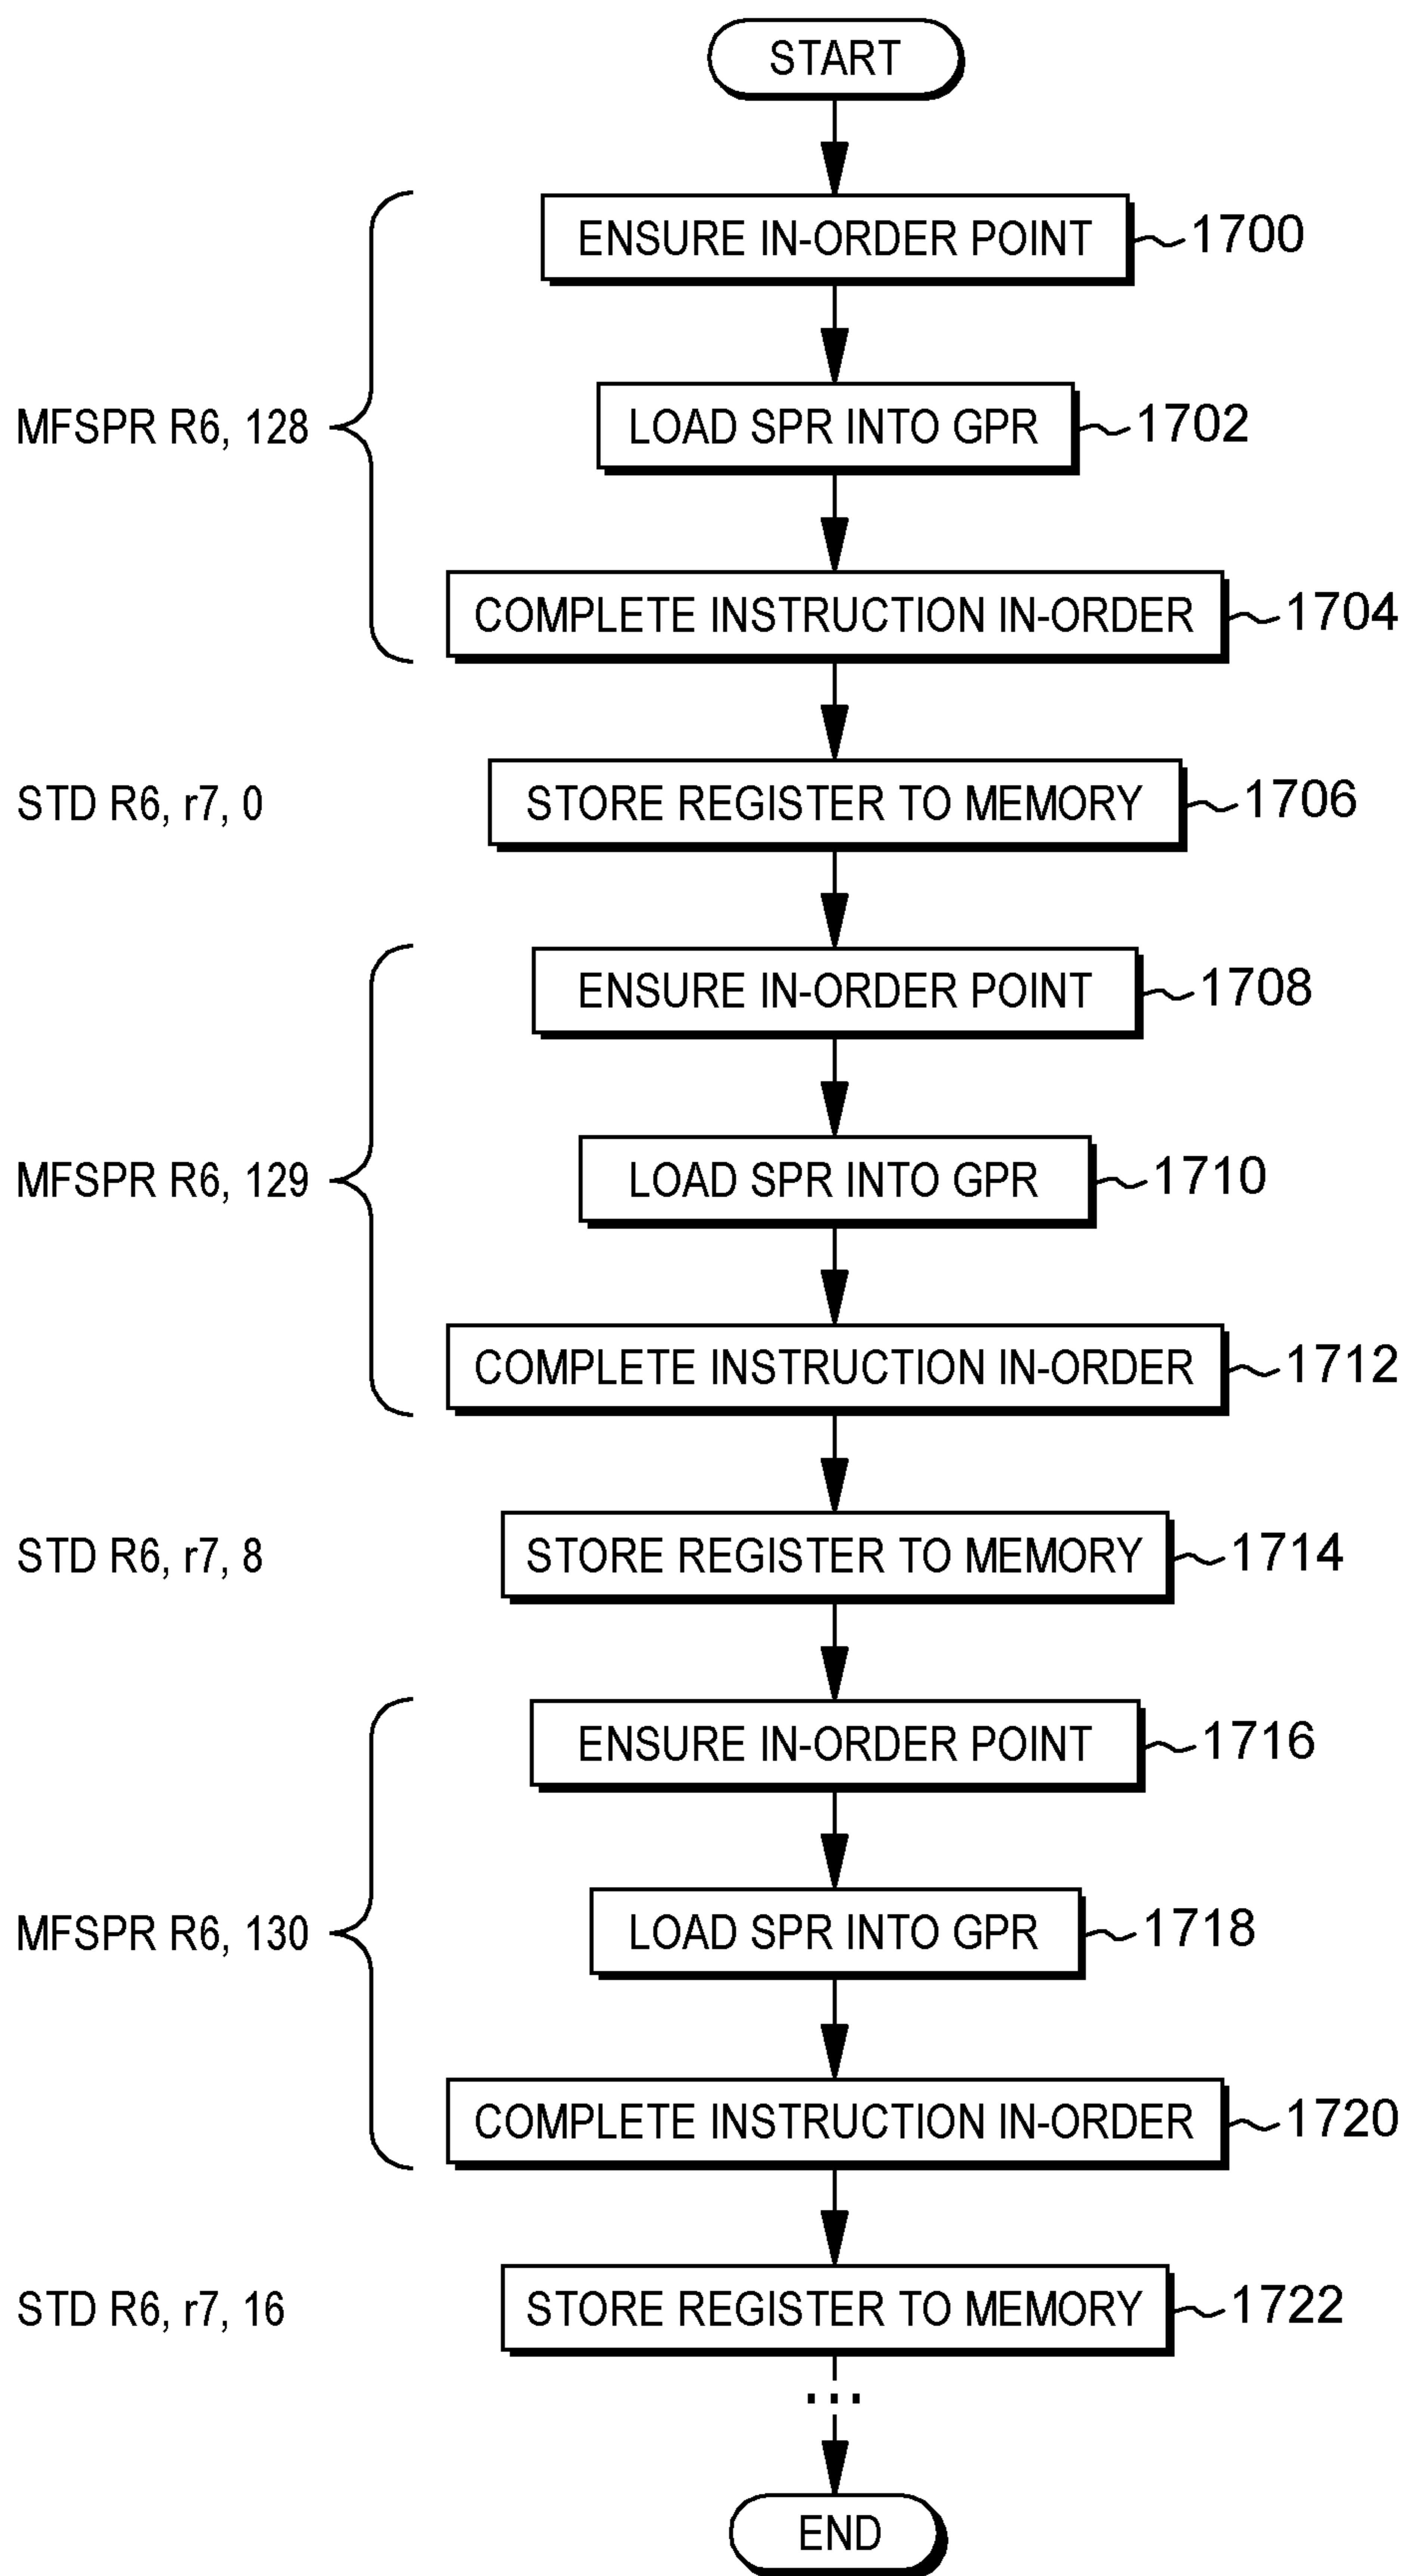 START
ENSURE IN-ORDER POINT 1700
MFSPR R6, 128 LOAD SPR INTO GPR 1702
COMPLETE INSTRUCTION IN-ORDER 1704
STD R6, r7, 0 STORE REGISTER TO MEMORY 1706
ENSURE IN-ORDER POINT 1708
MFSPR R6, 129 LOAD SPR INTO GPR 1710
COMPLETE INSTRUCTION IN-ORDER 1712
STD R6, r7, 8 STORE REGISTER TO MEMORY 1714
ENSURE IN-ORDER POINT 1716
MFSPR R6, 130 LOAD SPR INTO GPR 1718
COMPLETE INSTRUCTION IN-ORDER 1720
STD R6, r7, 16 STORE REGISTER TO MEMORY 1722
...
END